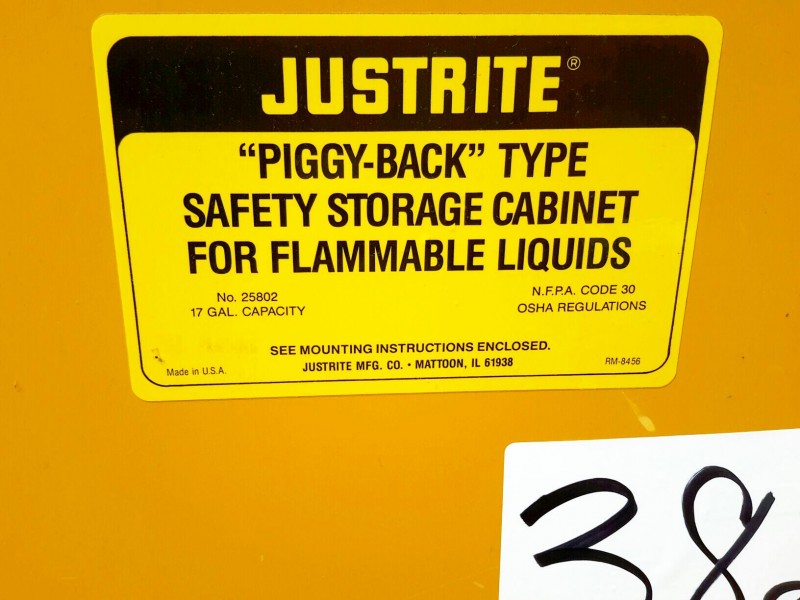 JUSTRITE®
"PIGGY-BACK" TYPE
SAFETY STORAGE CABINET
FOR FLAMMABLE LIQUIDS
No. 25802
17 GAL. CAPACITY
N.F.P.A. CODE 30
OSHA REGULATIONS
SEE MOUNTING INSTRUCTIONS ENCLOSED.
JUSTRITE MFG. CO. • MATTOON, IL 61938
Made in U.S.A.
RM-8456
38